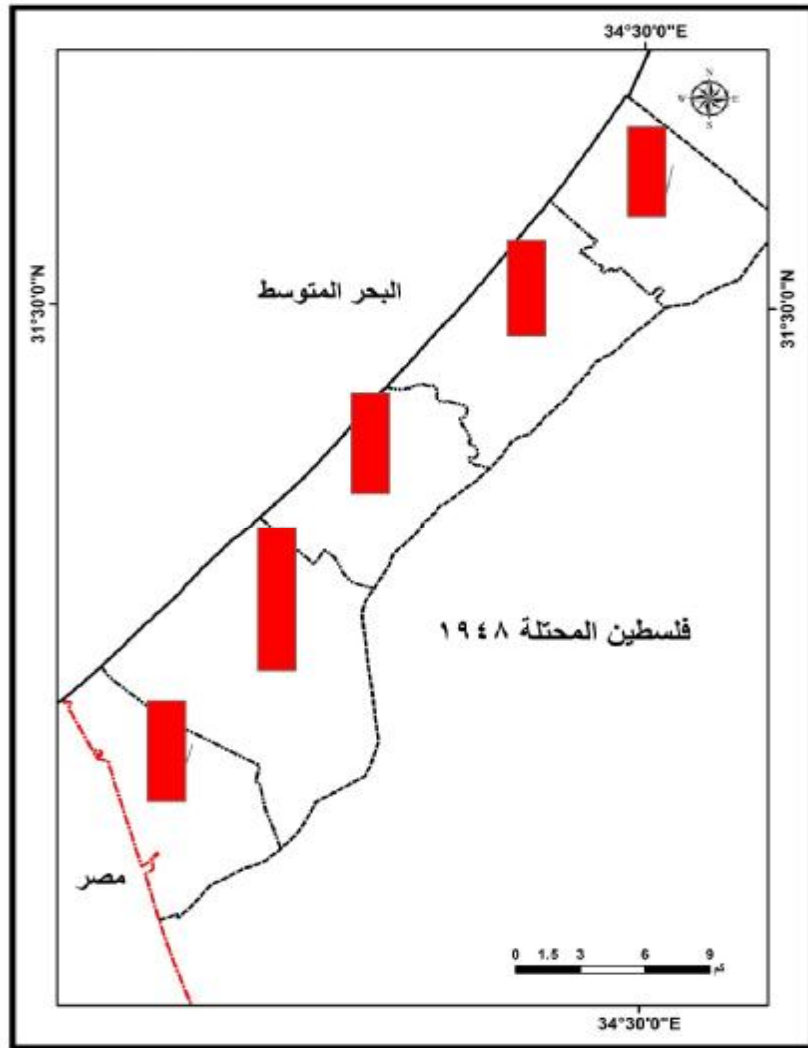 34°30'0"E
N
W E
S
31°30'0"N
31°30'0"N
البحر المتوسط
فلسطين المحتلة ١٩٤٨
مصر
0 1.5 3 6 9
كم
34°30'0"E